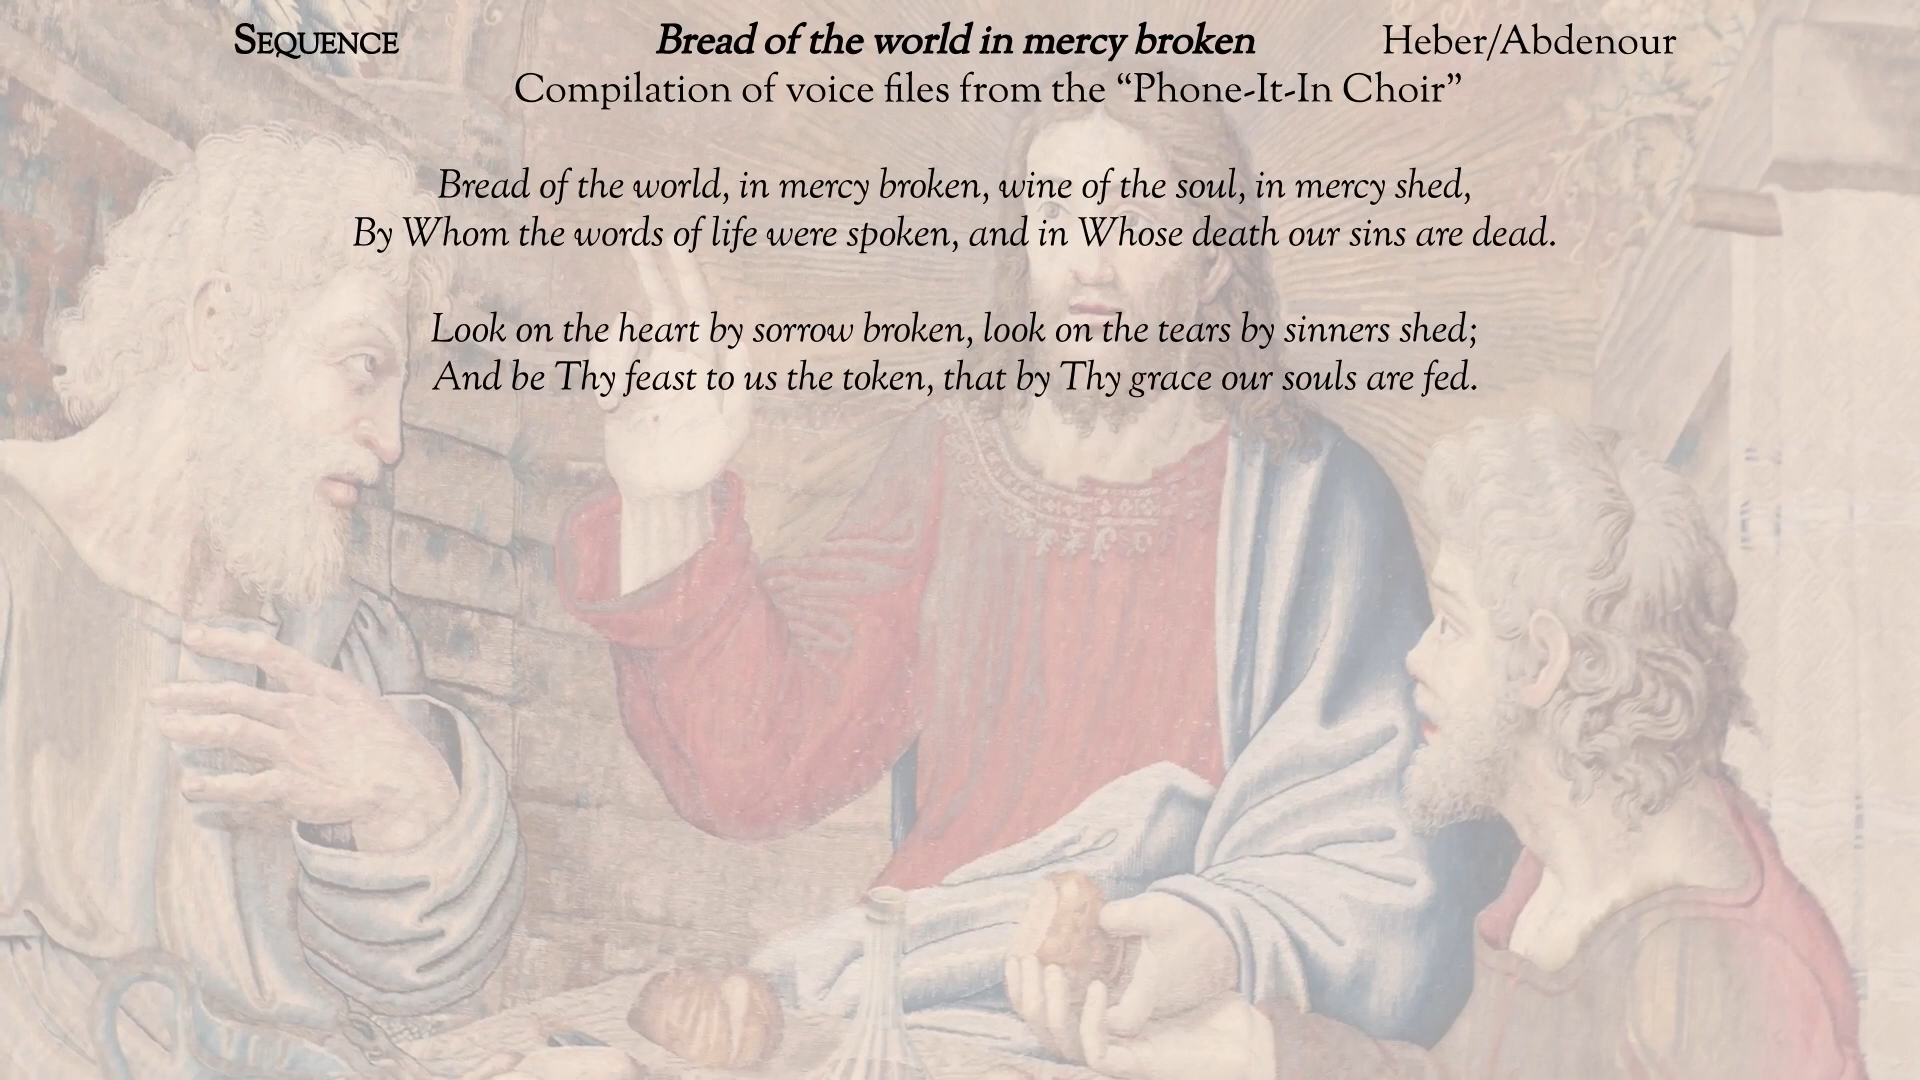 SEQUENCE Bread of the world in mercy broken Heber/Abdenour
Compilation of voice files from the “Phone-It-In Choir”
Bread of the world, in mercy broken, wine of the soul, in mercy shed,
By Whom the words of life were spoken, and in Whose death our sins are dead.
Look on the heart by sorrow broken, look on the tears by sinners shed;
And be Thy feast to us the token, that by Thy grace our souls are fed.